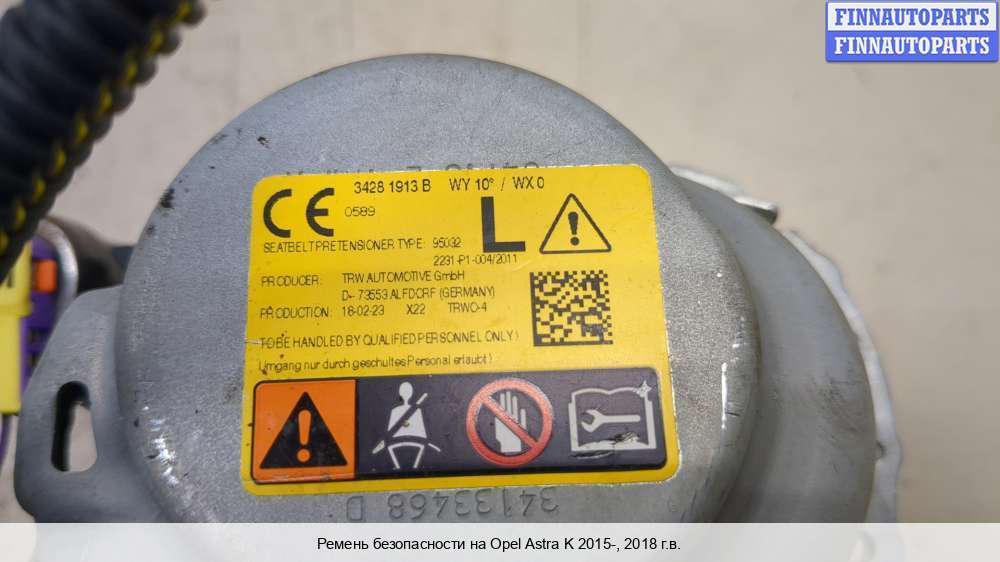 FINNAUTOPARTS
FINNAUTOPARTS
3428 1913 B WY 10° / WX 0
CE 0589
L
SEATBELT PRETENSIONER TYPE: 95032
2231-P1-004/2011
PRODUCER: TRW AUTOMOTIVE GmbH
D- 73553 ALFDORF (GERMANY)
PRODUCTION: 18-02-23 X22 TRWO-4
TO BE HANDLED BY QUALIFIED PERSONNEL ONLY )
Umgang nur durch geschultes Personal erlaubt )
34133468 D
Ремень безопасности на Opel Astra K 2015-, 2018 г.в.